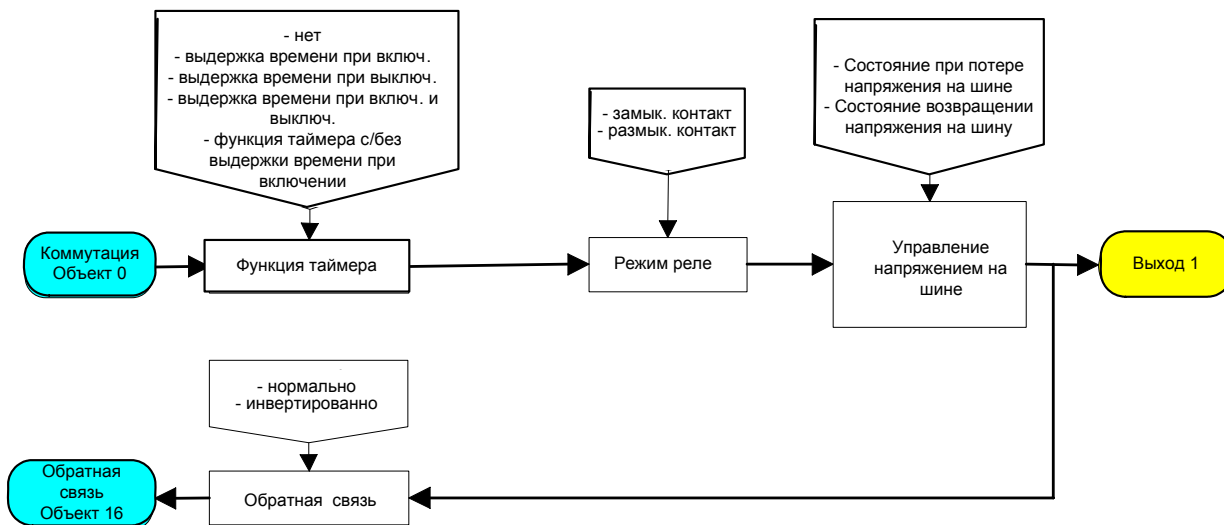 - нет
- выдержка времени при включ.
- выдержка времени при выключ.
- выдержка времени при включ. и
выключ.
- функция таймера с/без
выдержки времени при
включении
- замык. контакт
- размык. контакт
- Состояние при потере
напряжения на шине
- Состояние возвращении
напряжения на шину
Коммутация
Объект 0
Функция таймера
Режим реле
Управление
напряжением на
шине
Выход 1
- нормально
- инвертированно
Обратная
связь
Объект 16
Обратная связь